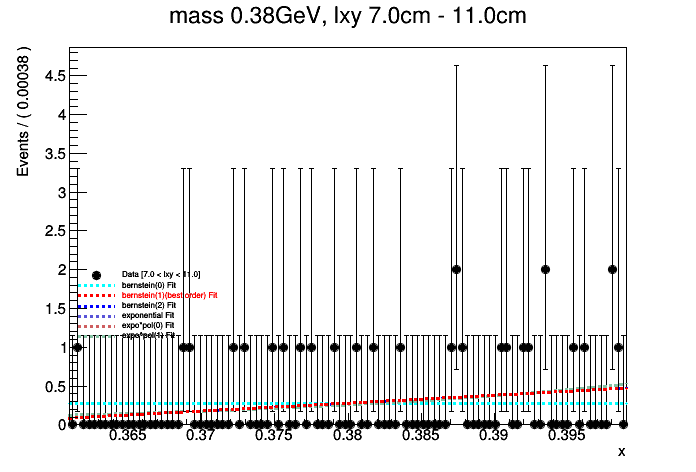 mass 0.38GeV, lxy 7.0cm - 11.0cm
Events / ( 0.00038 )
4.5
4
3.5
3
2.5
2
1.5
1
0.5
0
Data [7.0 < lxy < 11.0]
bernstein(0) Fit
bernstein(1)(best order) Fit
bernstein(2) Fit
exponential Fit
expo*pol(0) Fit
expo*pol(1) Fit
0.365 0.37 0.375 0.38 0.385 0.39 0.395
x